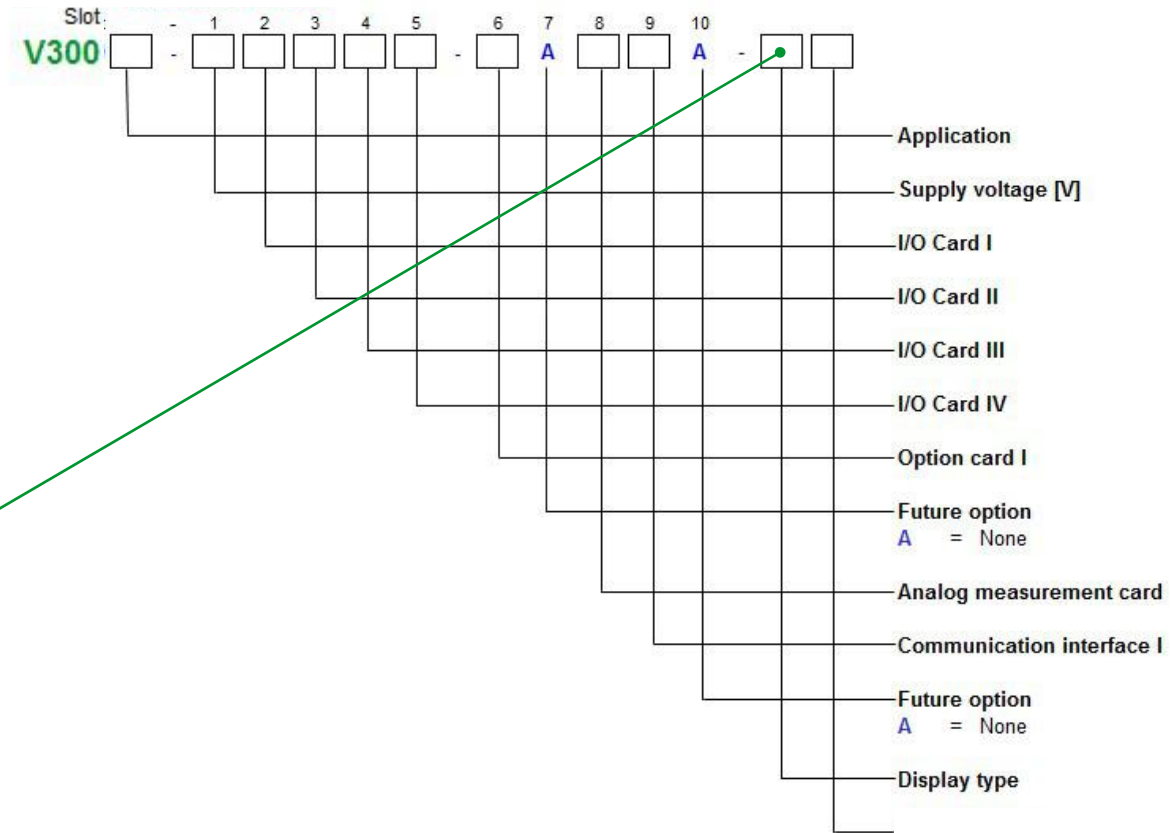 Slot: - 1 2 3 4 5 6 7 8 9 10
V300 - - A A -
Application
Supply voltage [V]
I/O Card I
I/O Card II
I/O Card III
I/O Card IV
Option card I
Future option
A = None
Analog measurement card
Communication interface I
Future option
A = None
Display type